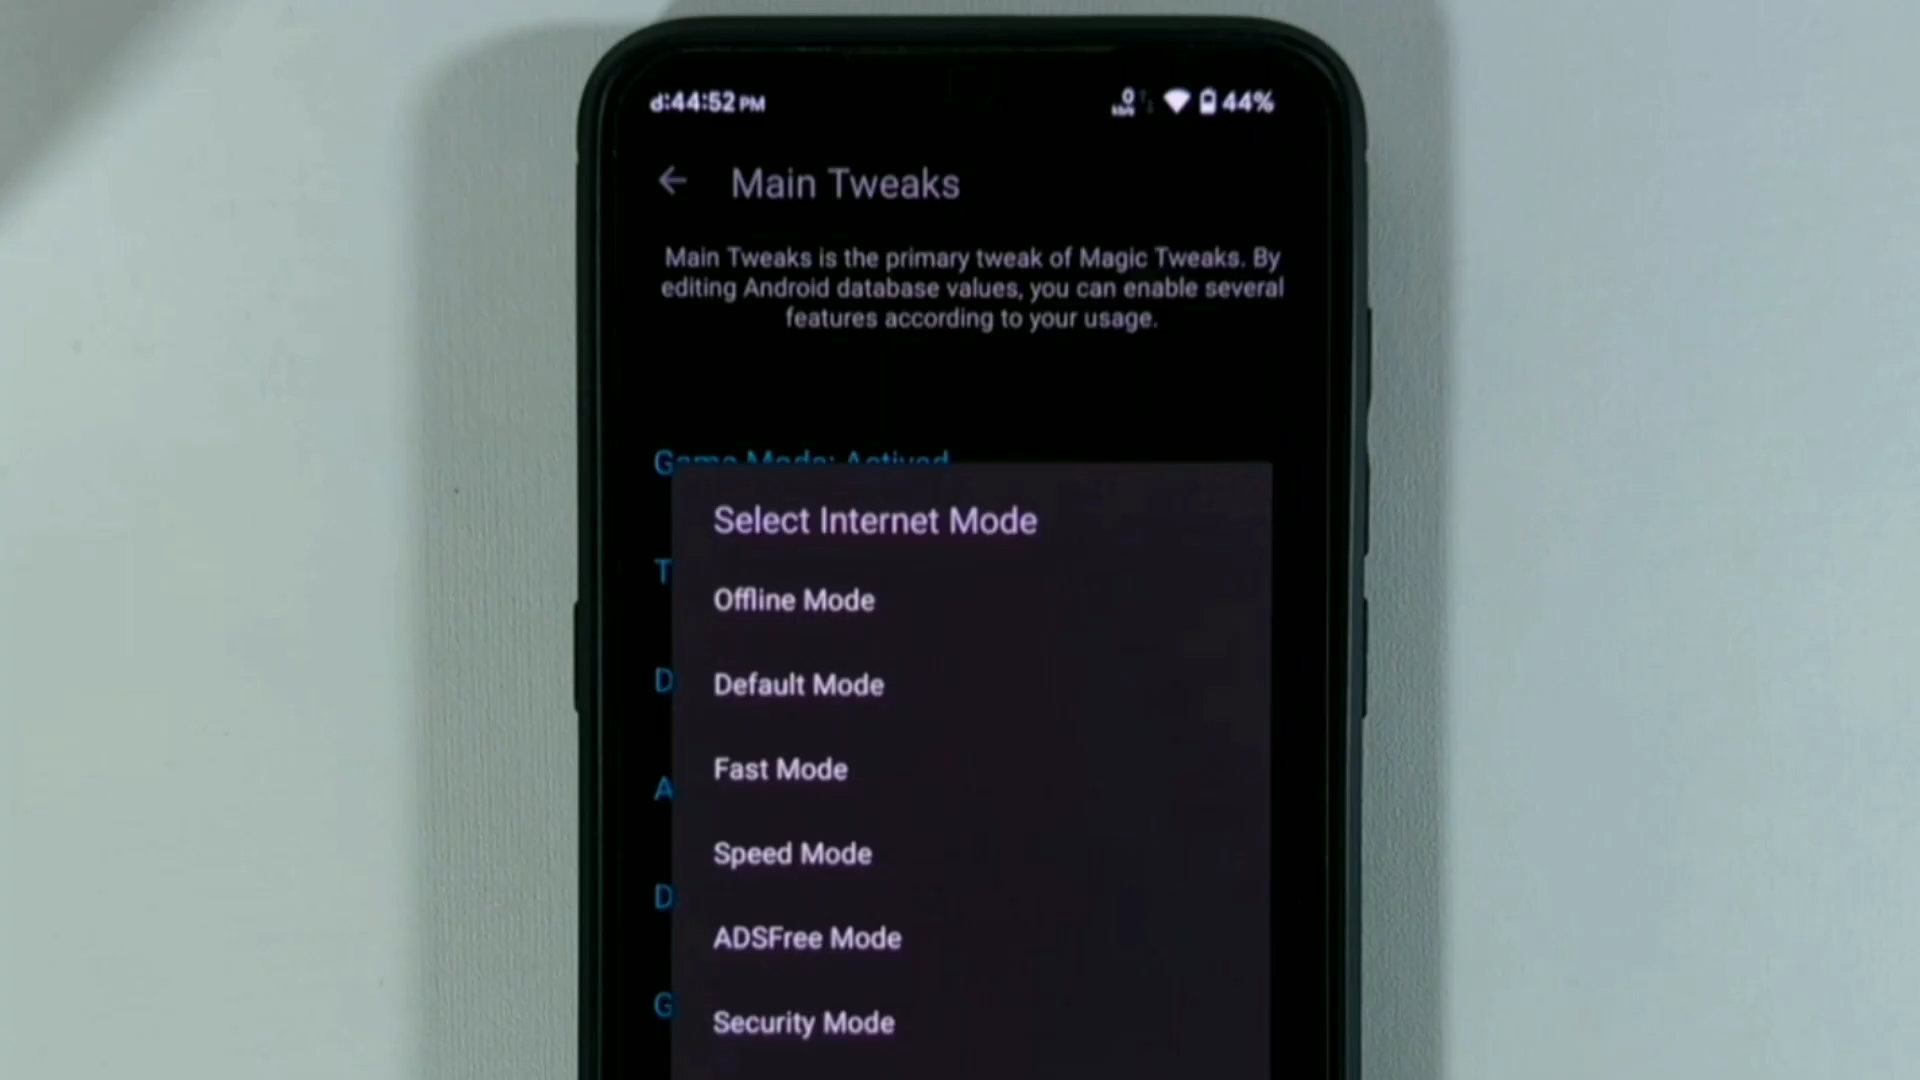 :44:52 PM
0 44%
Main Tweaks
Main Tweaks is the primary tweak of Magic Tweaks. By
editing Android database values, you can enable several
features according to your usage.
Game Mode: Actived
Select Internet Mode
T
Offline Mode
D
Default Mode
Fast Mode
A
Speed Mode
D
ADSFree Mode
G
Security Mode